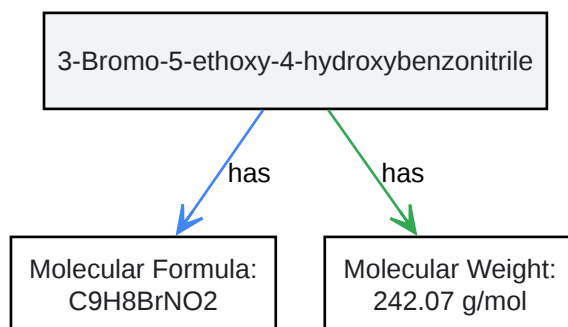 3-Bromo-5-ethoxy-4-hydroxybenzonitrile
has
has
Molecular Formula:
C9H8BrNO2
Molecular Weight:
242.07 g/mol